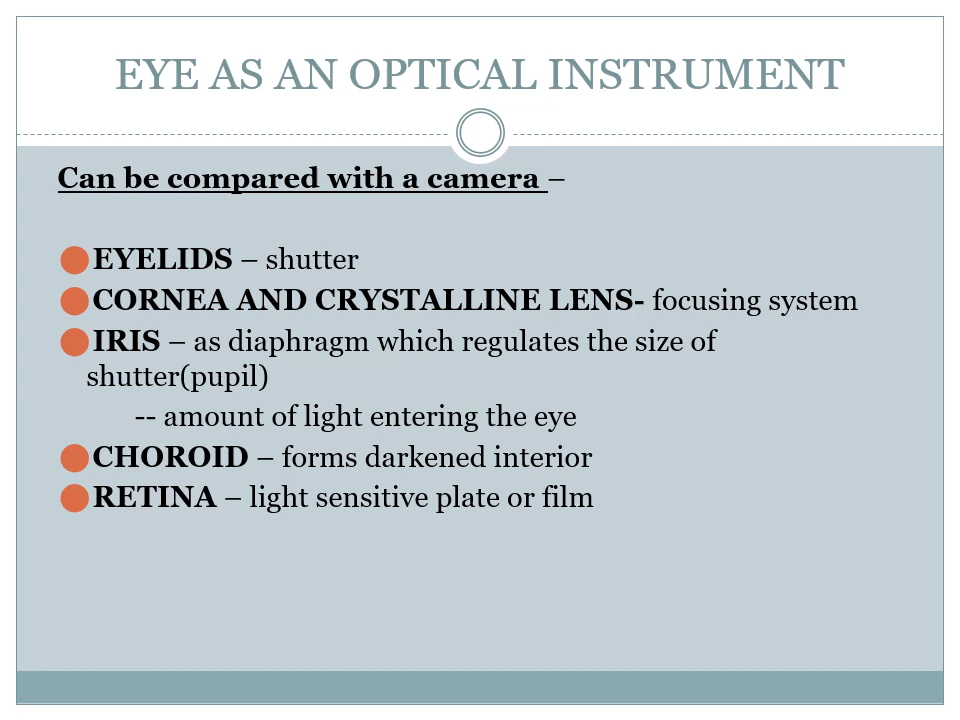 EYE AS AN OPTICAL INSTRUMENT
Can be compared with a camera –
EYELIDS – shutter
CORNEA AND CRYSTALLINE LENS- focusing system
IRIS – as diaphragm which regulates the size of
shutter(pupil)
-- amount of light entering the eye
CHOROID – forms darkened interior
RETINA – light sensitive plate or film